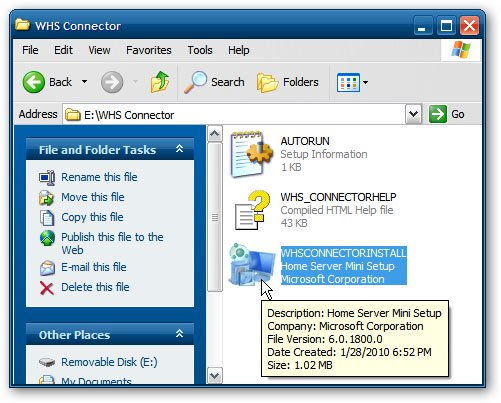 WHS Connector
File Edit View Favorites Tools Help
Back Search Folders
Address E:\WHS Connector Go
File and Folder Tasks
Rename this file
Move this file
Copy this file
Publish this file to the
Web
E-mail this file
Delete this file
Other Places
Removable Disk (E:)
My Documents
AUTORUN
Setup Information
1 KB
WHS_CONNECTORHELP
Compiled HTML Help file
43 KB
WHSCONNECTORINSTALL
Home Server Mini Setup
Microsoft Corporation
Description: Home Server Mini Setup
Company: Microsoft Corporation
File Version: 6.0.1800.0
Date Created: 1/28/2010 6:52 PM
Size: 1.02 MB